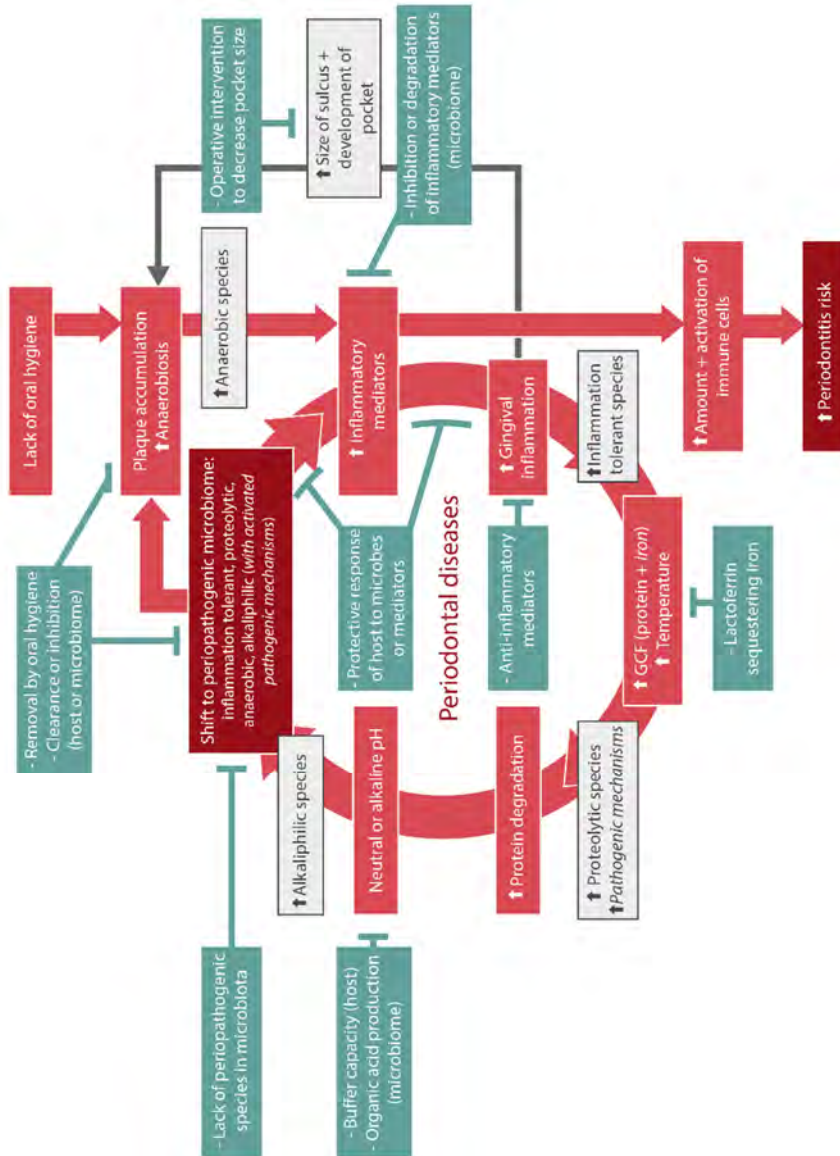 Lack of oral hygiene
Plaque accumulation
⬆Anaerobiosis
⬆Anaerobic species
⬆Inflammatory
mediators
⬆Gingival
inflammation
⬆Inflammation
tolerant species
⬆GCF (protein + iron)
⬆Temperature
⬆Proteolytic species
⬆Pathogenic mechanisms
⬆Protein degradation
Neutral or alkaline pH
⬆Alkaliphilic species
Shift to periopathogenic microbiome:
inflammation tolerant, proteolytic,
anaerobic, alkaliphilic (with activated
pathogenic mechanisms)
Periodontal diseases
⬆Amount + activation of
immune cells
⬆Periodontitis risk
⬆Size of sulcus +
development of
pocket
- Operative intervention
to decrease pocket size
- Inhibition or degradation
of inflammatory mediators
(microbiome)
- Removal by oral hygiene
- Clearance or inhibition
(host or microbiome)
- Protective response
of host to microbes
or mediators
- Anti-inflammatory
mediators
- Lactoferrin
sequestering iron
- Lack of periopathogenic
species in microbiota
- Buffer capacity (host)
- Organic acid production
(microbiome)